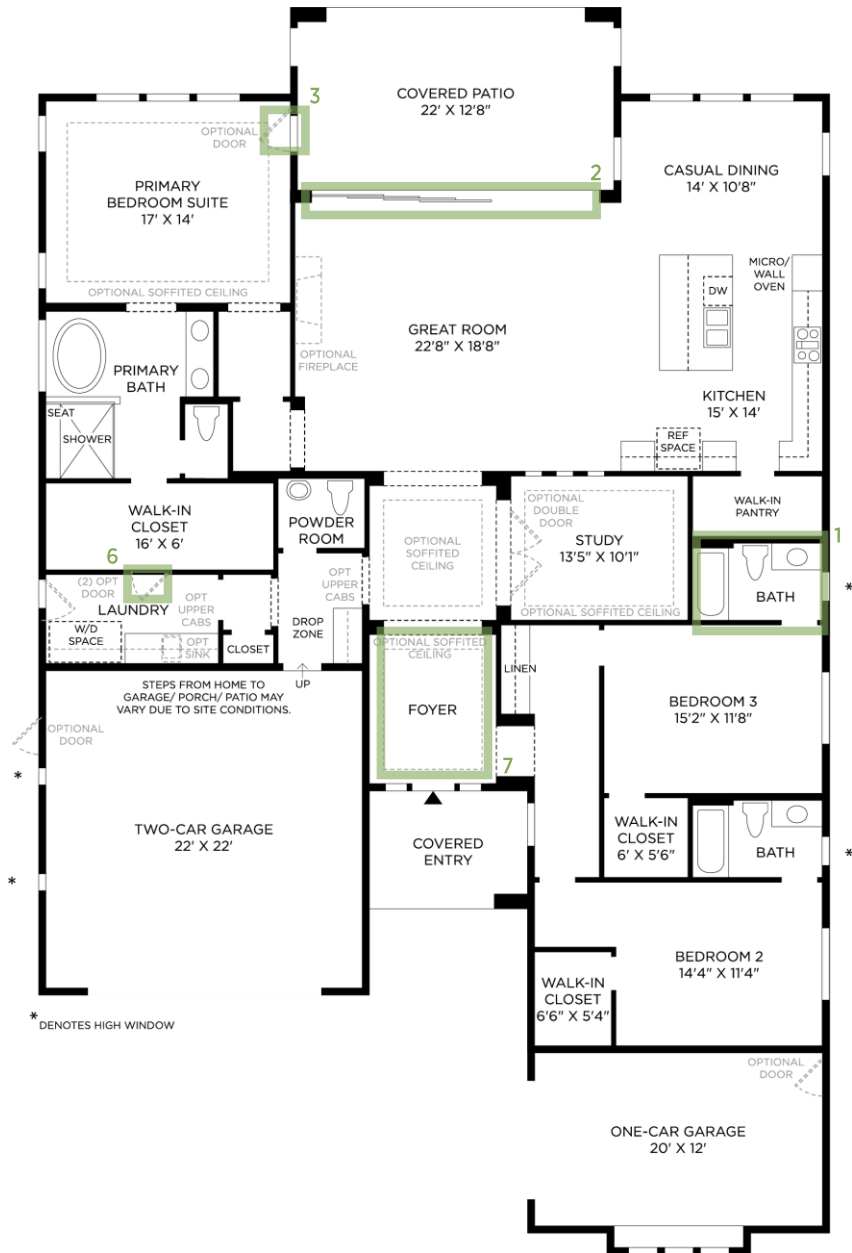 3
COVERED PATIO
22' X 12'8"
OPTIONAL
DOOR
2
CASUAL DINING
14' X 10'8"
PRIMARY
BEDROOM SUITE
17' X 14'
MICRO/
WALL
OVEN
DW
OPTIONAL SOFFITED CEILING
GREAT ROOM
22'8" X 18'8"
OPTIONAL
FIREPLACE
PRIMARY
BATH
KITCHEN
15' X 14'
SEAT
SHOWER
REF
SPACE
WALK-IN
CLOSET
16' X 6'
POWDER
ROOM
OPTIONAL
SOFFITED
CEILING
OPTIONAL
DOUBLE
DOOR
STUDY
13'5" X 10'1"
OPTIONAL SOFFITED CEILING
WALK-IN
PANTRY
1
BATH
*
6
(2) OPT
DOOR
LAUNDRY
OPT
UPPER
CABS
W/D
SPACE
OPT
SINK
CLOSET
OPT
UPPER
CABS
DROP
ZONE
UP
OPTIONAL SOFFITED
CEILING
FOYER
7
LINEN
BEDROOM 3
15'2" X 11'8"
STEPS FROM HOME TO
GARAGE/ PORCH/ PATIO MAY
VARY DUE TO SITE CONDITIONS.
OPTIONAL
DOOR
*
TWO-CAR GARAGE
22' X 22'
*
COVERED
ENTRY
WALK-IN
CLOSET
6' X 5'6"
BATH
*
BEDROOM 2
14'4" X 11'4"
WALK-IN
CLOSET
6'6" X 5'4"
* DENOTES HIGH WINDOW
OPTIONAL
DOOR
ONE-CAR GARAGE
20' X 12'